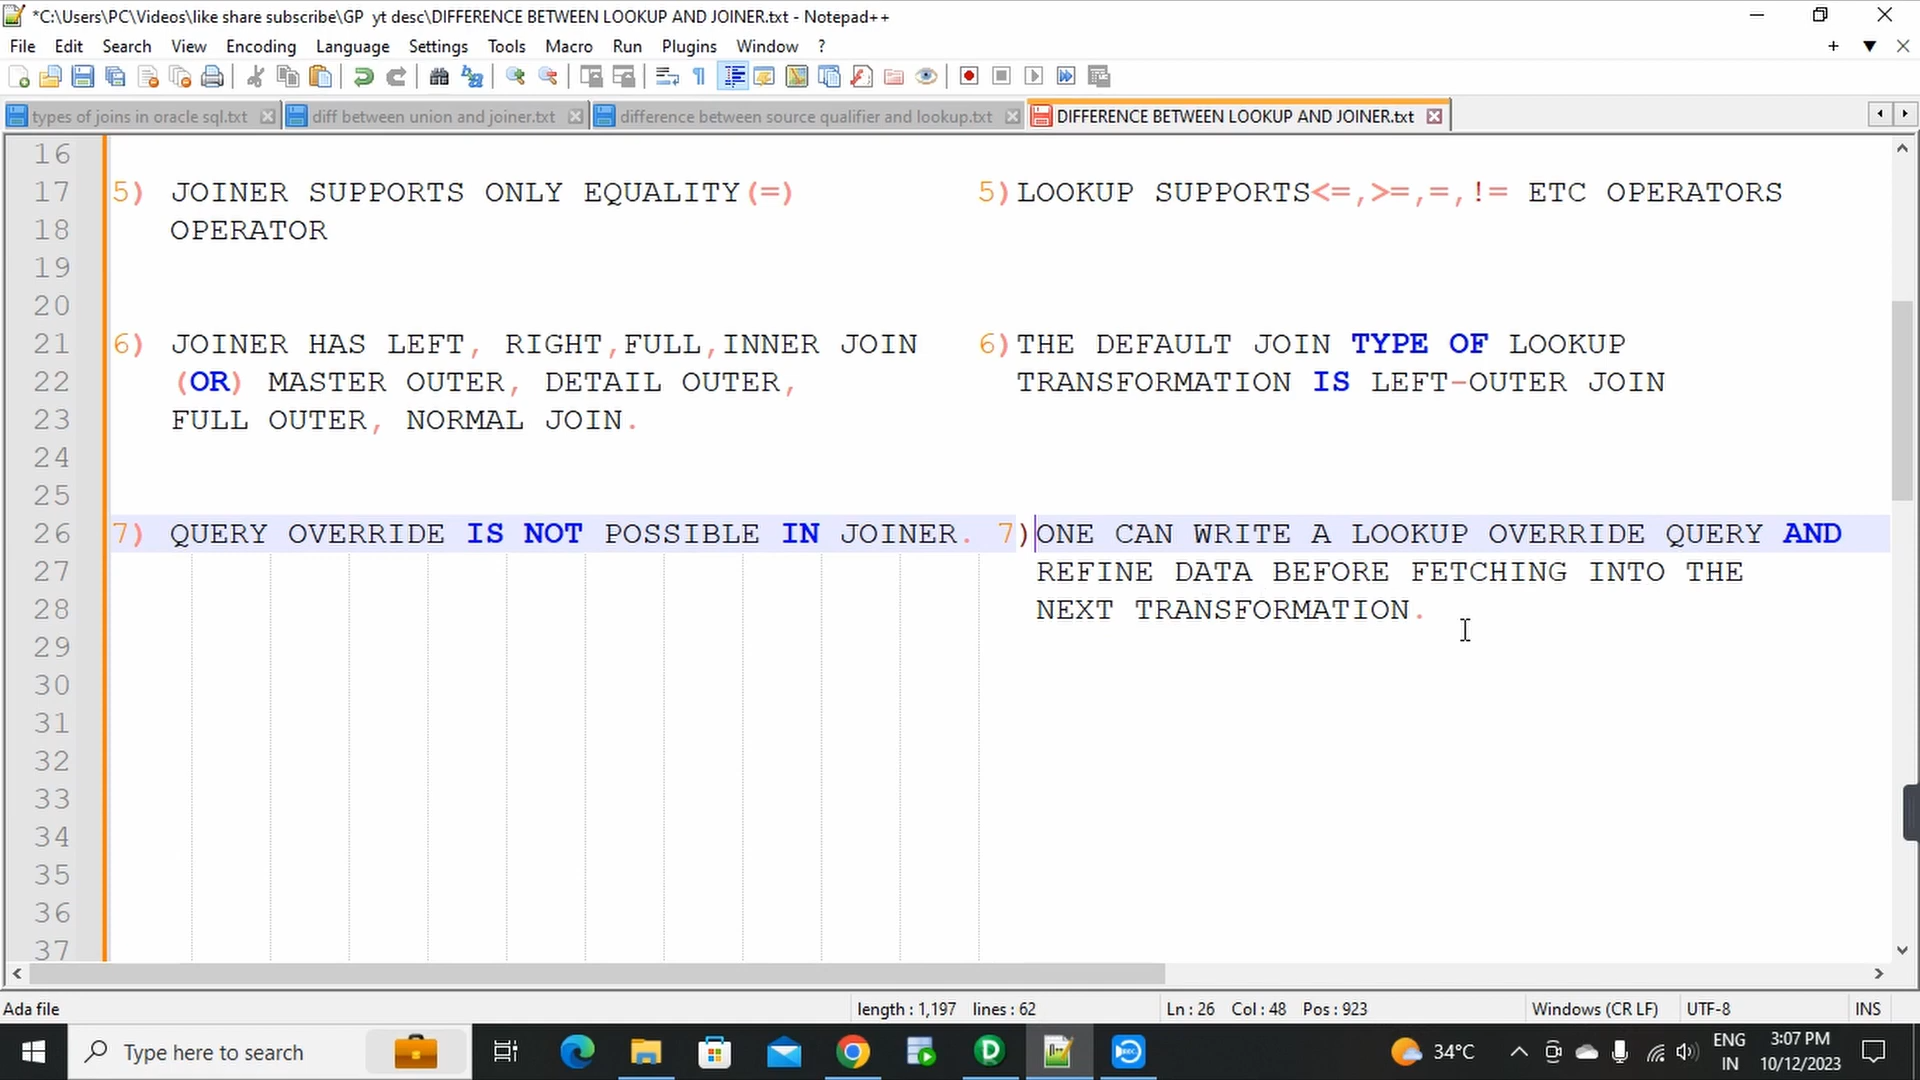 *C:\Users\PC\Videos\like share subscribe\GP  yt desc\DIFFERENCE BETWEEN LOOKUP AND JOINER.txt - Notepad++
File Edit Search View Encoding Language Settings Tools Macro Run Plugins Window ?
types of joins in oracle sql.txt diff between union and joiner.txt difference between source qualifier and lookup.txt DIFFERENCE BETWEEN LOOKUP AND JOINER.txt
16
17 5) JOINER SUPPORTS ONLY EQUALITY(=) 5)LOOKUP SUPPORTS<=,>=,=,!= ETC OPERATORS
18 OPERATOR
19
20
21 6) JOINER HAS LEFT, RIGHT,FULL,INNER JOIN 6)THE DEFAULT JOIN TYPE OF LOOKUP
22 (OR) MASTER OUTER, DETAIL OUTER, TRANSFORMATION IS LEFT-OUTER JOIN
23 FULL OUTER, NORMAL JOIN.
24
25
26 7) QUERY OVERRIDE IS NOT POSSIBLE IN JOINER. 7)ONE CAN WRITE A LOOKUP OVERRIDE QUERY AND
27 REFINE DATA BEFORE FETCHING INTO THE
28 NEXT TRANSFORMATION.
29
30
31
32
33
34
35
36
37
Ada file length : 1,197 lines : 62 Ln : 26 Col : 48 Pos : 923 Windows (CR LF) UTF-8 INS
Type here to search 34°C ENG 3:07 PM
IN 10/12/2023